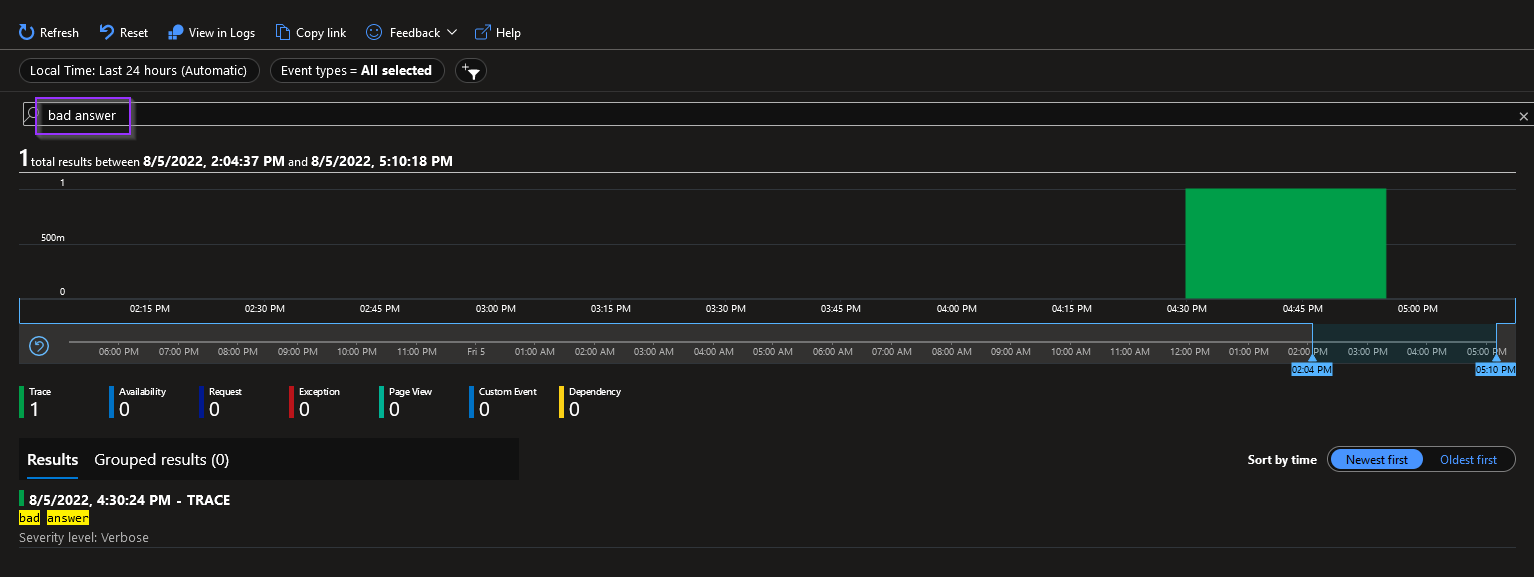 Refresh Reset View in Logs Copy link Feedback Help
Local Time: Last 24 hours (Automatic) Event types = All selected
bad answer
1 total results between 8/5/2022, 2:04:37 PM and 8/5/2022, 5:10:18 PM
1
500m
0
02:15 PM 02:30 PM 02:45 PM 03:00 PM 03:15 PM 03:30 PM 03:45 PM 04:00 PM 04:15 PM 04:30 PM 04:45 PM 05:00 PM
06:00 PM 07:00 PM 08:00 PM 09:00 PM 10:00 PM 11:00 PM Fri 5 01:00 AM 02:00 AM 03:00 AM 04:00 AM 05:00 AM 06:00 AM 07:00 AM 08:00 AM 09:00 AM 10:00 AM 11:00 AM 12:00 PM 01:00 PM 02:00 PM 03:00 PM 04:00 PM 05:00 PM
02:04 PM 05:10 PM
Trace Availability Request Exception Page View Custom Event Dependency
1 0 0 0 0 0 0
Results Grouped results (0) Sort by time Newest first Oldest first
8/5/2022, 4:30:24 PM - TRACE
bad answer
Severity level: Verbose